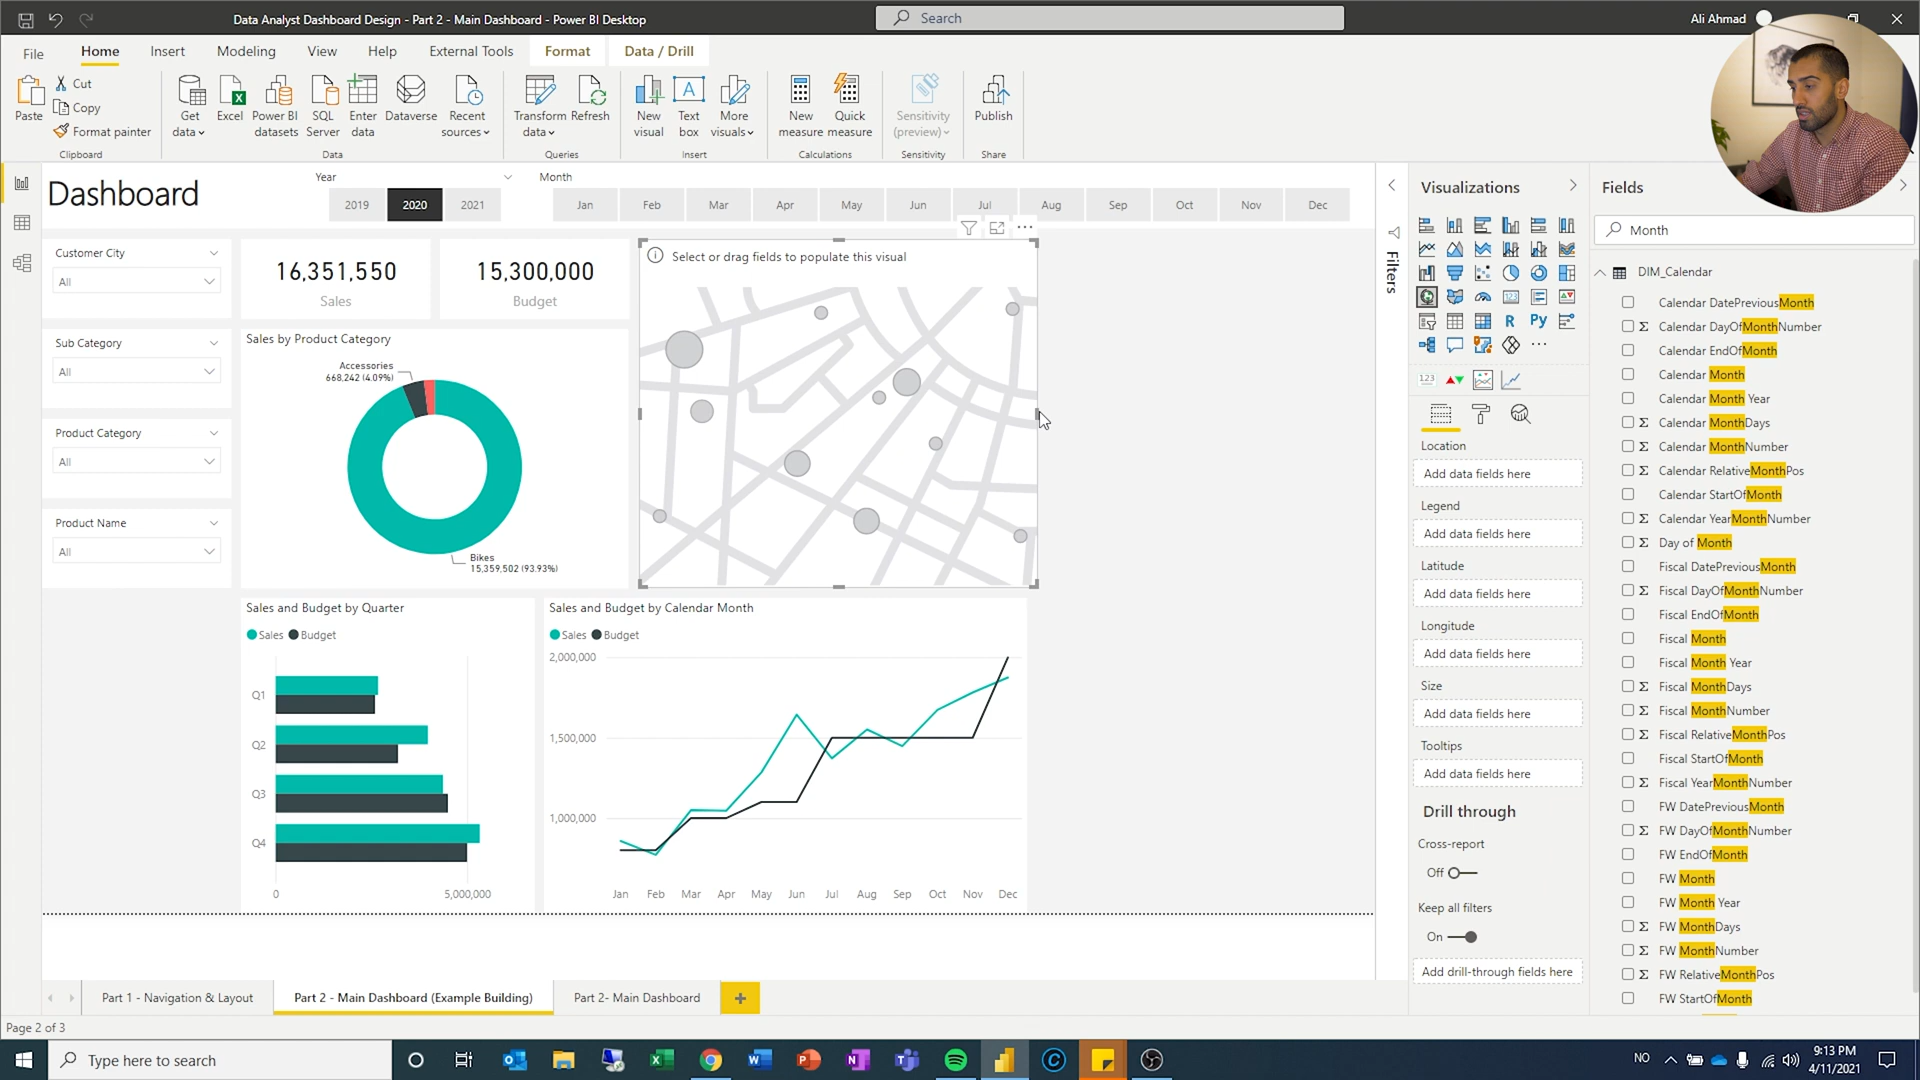 Data Analyst Dashboard Design - Part 2 - Main Dashboard - Power BI Desktop
Search
Ali Ahmad
File
Home
Insert
Modeling
View
Help
External Tools
Format
Data / Drill
Paste
Cut
Copy
Format painter
Clipboard
Get data
Excel
Power BI datasets
SQL Server
Enter data
Dataverse
Recent sources
Data
Transform data
Refresh
Queries
New visual
Text box
More visuals
Insert
New measure
Quick measure
Calculations
Sensitivity (preview)
Sensitivity
Publish
Share
Dashboard
Year
2019
2020
2021
Month
Jan
Feb
Mar
Apr
May
Jun
Jul
Aug
Sep
Oct
Nov
Dec
Customer City
All
Sub Category
All
Product Category
All
Product Name
All
16,351,550
Sales
15,300,000
Budget
Sales by Product Category
Accessories
668,242 (4.09%)
Bikes
15,359,502 (93.93%)
Select or drag fields to populate this visual
Sales and Budget by Quarter
Sales
Budget
Q1
Q2
Q3
Q4
0
5,000,000
Sales and Budget by Calendar Month
Sales
Budget
2,000,000
1,500,000
1,000,000
Jan
Feb
Mar
Apr
May
Jun
Jul
Aug
Sep
Oct
Nov
Dec
Filters
Visualizations
R
Py
123
123
Location
Add data fields here
Legend
Add data fields here
Latitude
Add data fields here
Longitude
Add data fields here
Size
Add data fields here
Tooltips
Add data fields here
Drill through
Cross-report
Off
Keep all filters
On
Add drill-through fields here
Fields
Month
DIM_Calendar
Calendar DatePreviousMonth
Σ Calendar DayOfMonthNumber
Calendar EndOfMonth
Calendar Month
Calendar Month Year
Σ Calendar MonthDays
Σ Calendar MonthNumber
Σ Calendar RelativeMonthPos
Calendar StartOfMonth
Σ Calendar YearMonthNumber
Σ Day of Month
Fiscal DatePreviousMonth
Σ Fiscal DayOfMonthNumber
Fiscal EndOfMonth
Fiscal Month
Fiscal Month Year
Σ Fiscal MonthDays
Σ Fiscal MonthNumber
Σ Fiscal RelativeMonthPos
Fiscal StartOfMonth
Σ Fiscal YearMonthNumber
FW DatePreviousMonth
Σ FW DayOfMonthNumber
FW EndOfMonth
FW Month
FW Month Year
Σ FW MonthDays
Σ FW MonthNumber
Σ FW RelativeMonthPos
FW StartOfMonth
Part 1 - Navigation & Layout
Part 2 - Main Dashboard (Example Building)
Part 2- Main Dashboard
+
Page 2 of 3
Type here to search
NO
9:13 PM
4/11/2021